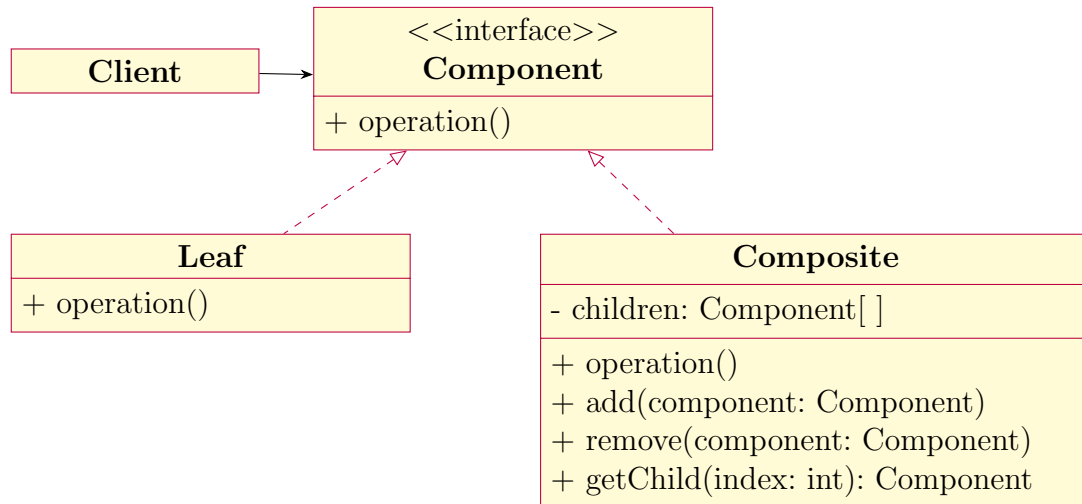 <<interface>>
Component
Client
+ operation()
Leaf
+ operation()
Composite
- children: Component[ ]
+ operation()
+ add(component: Component)
+ remove(component: Component)
+ getChild(index: int): Component